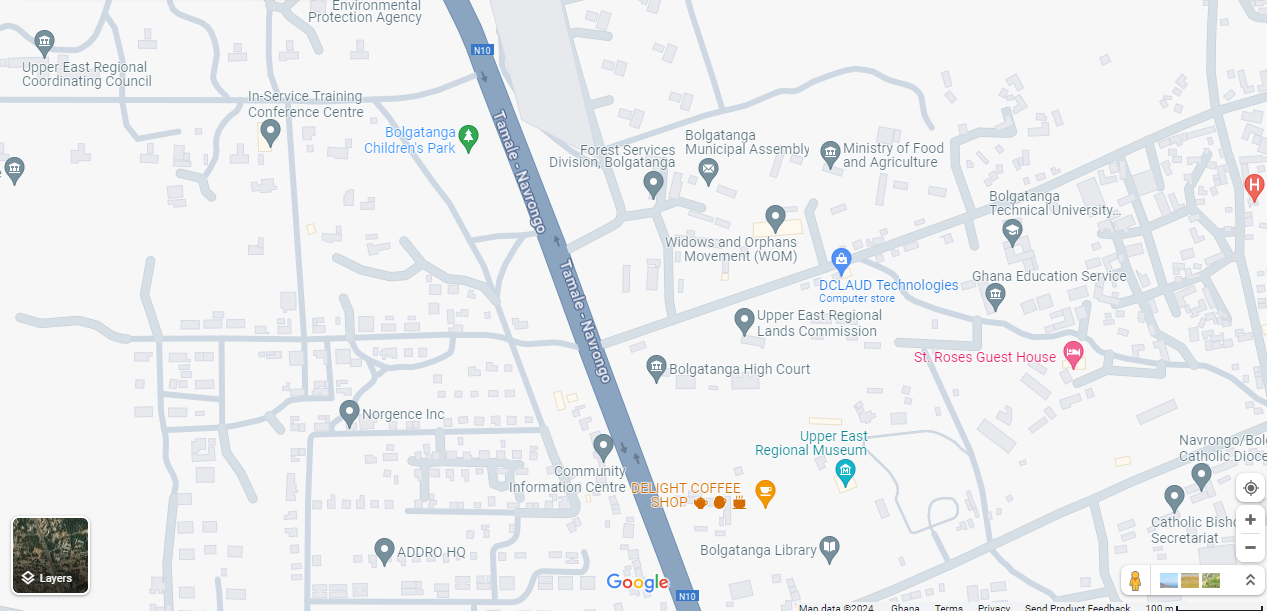 Environmental
Protection Agency
N10
Upper East Regional
Coordinating Council
In-Service Training
Conference Centre
Bolgatanga
Children's Park
Tamale - Navrongo
Forest Services
Division, Bolgatanga
Bolgatanga
Municipal Assembly
Ministry of Food
and Agriculture
H
Bolgatanga
Technical University...
Widows and Orphans
Movement (WOM)
Tamale - Navrongo
DCLAUD Technologies
Computer store
Ghana Education Service
Upper East Regional
Lands Commission
St. Roses Guest House
Bolgatanga High Court
Norgence Inc
Upper East
Regional Museum
Community
Information Centre
DELIGHT COFFEE
SHOP
Navrongo/Bol
Catholic Dioce
Catholic Bish
Secretariat
Bolgatanga Library
ADDRO HQ
Layers
Google
N10
Map data ©2024 Ghana Terms Privacy Send Product Feedback 100 m